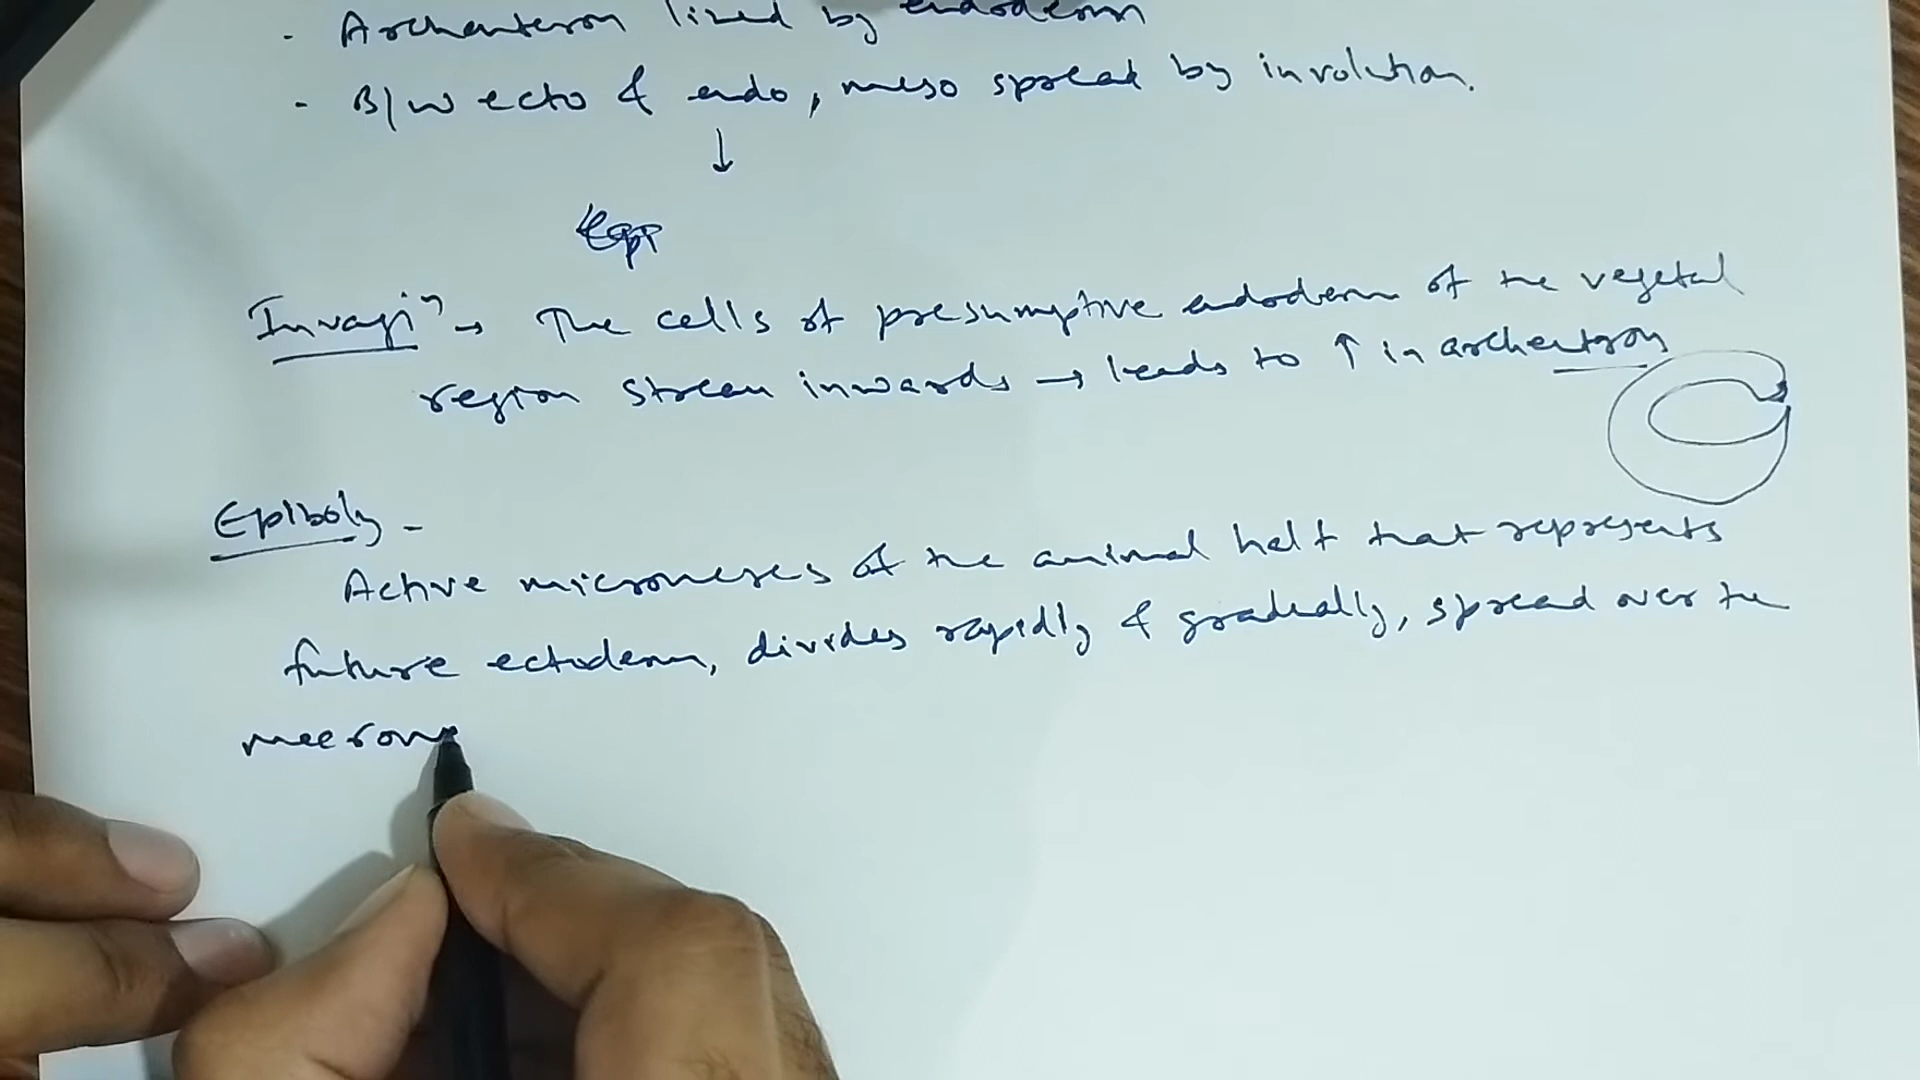 - Archenteron lined by endoderm
- B/w ecto & endo, meso spread by involution.
↓
Invagiⁿ → The cells of presumptive endoderm of the vegetal
region stream inwards → leads to ↑ in archentron
Epiboly -
Active micromeres of the animal half that represents
future ectoderm, divides rapidly & gradually, spread over the